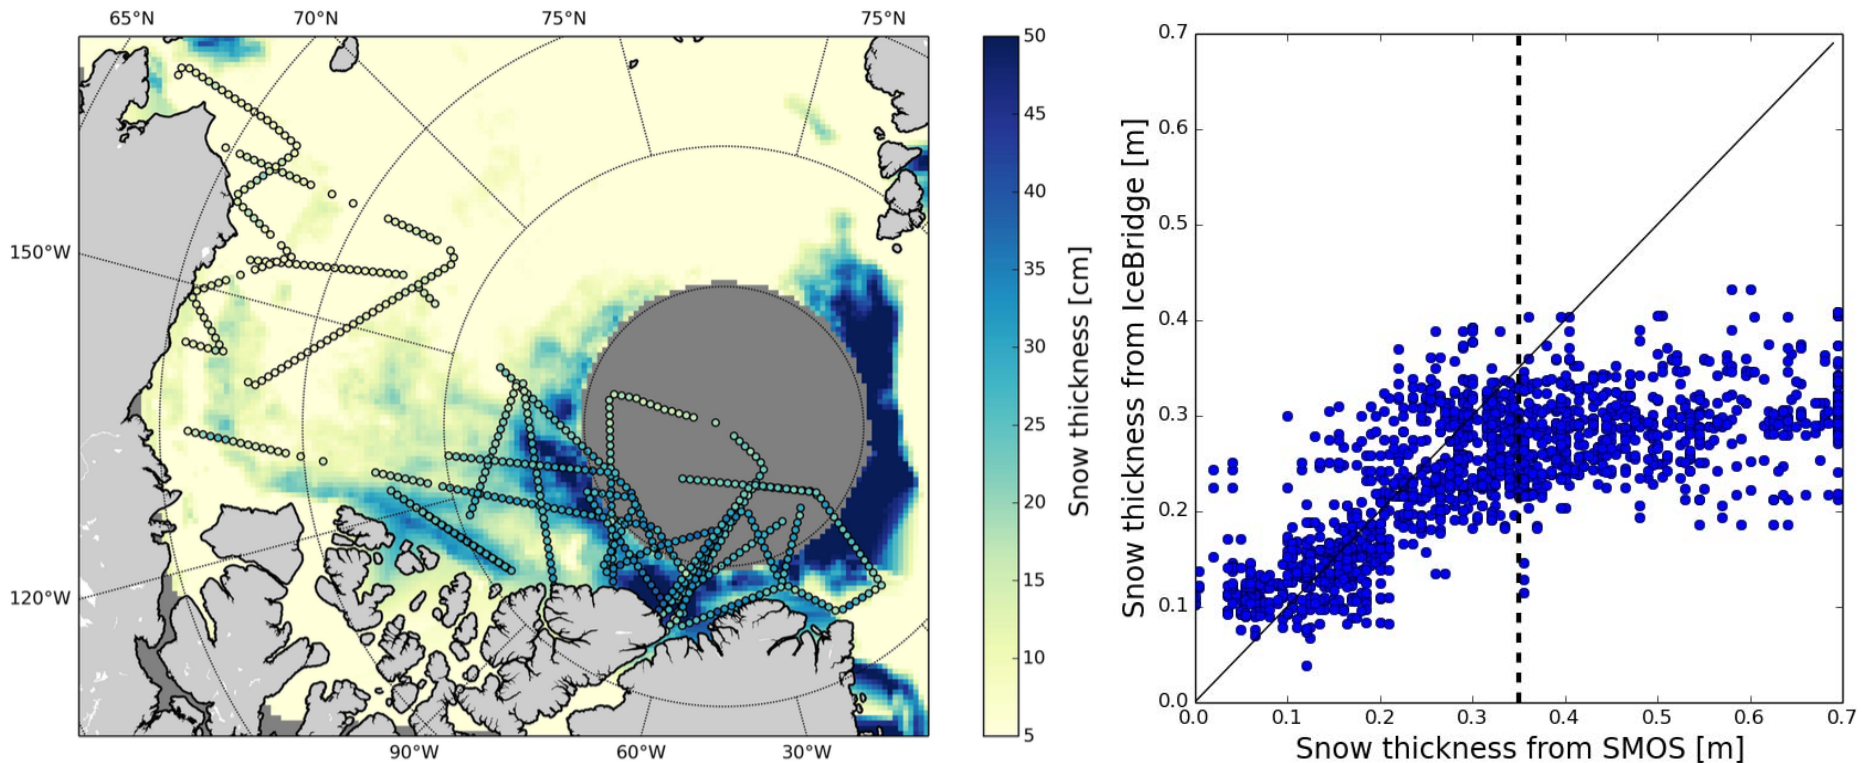 65°N
70°N
75°N
75°N
150°W
120°W
90°W
60°W
30°W
50
45
40
35
30
25
20
15
10
5
Snow thickness [cm]
Snow thickness from IceBridge [m]
0.7
0.6
0.5
0.4
0.3
0.2
0.1
0.0
0.0 0.1 0.2 0.3 0.4 0.5 0.6 0.7
Snow thickness from SMOS [m]